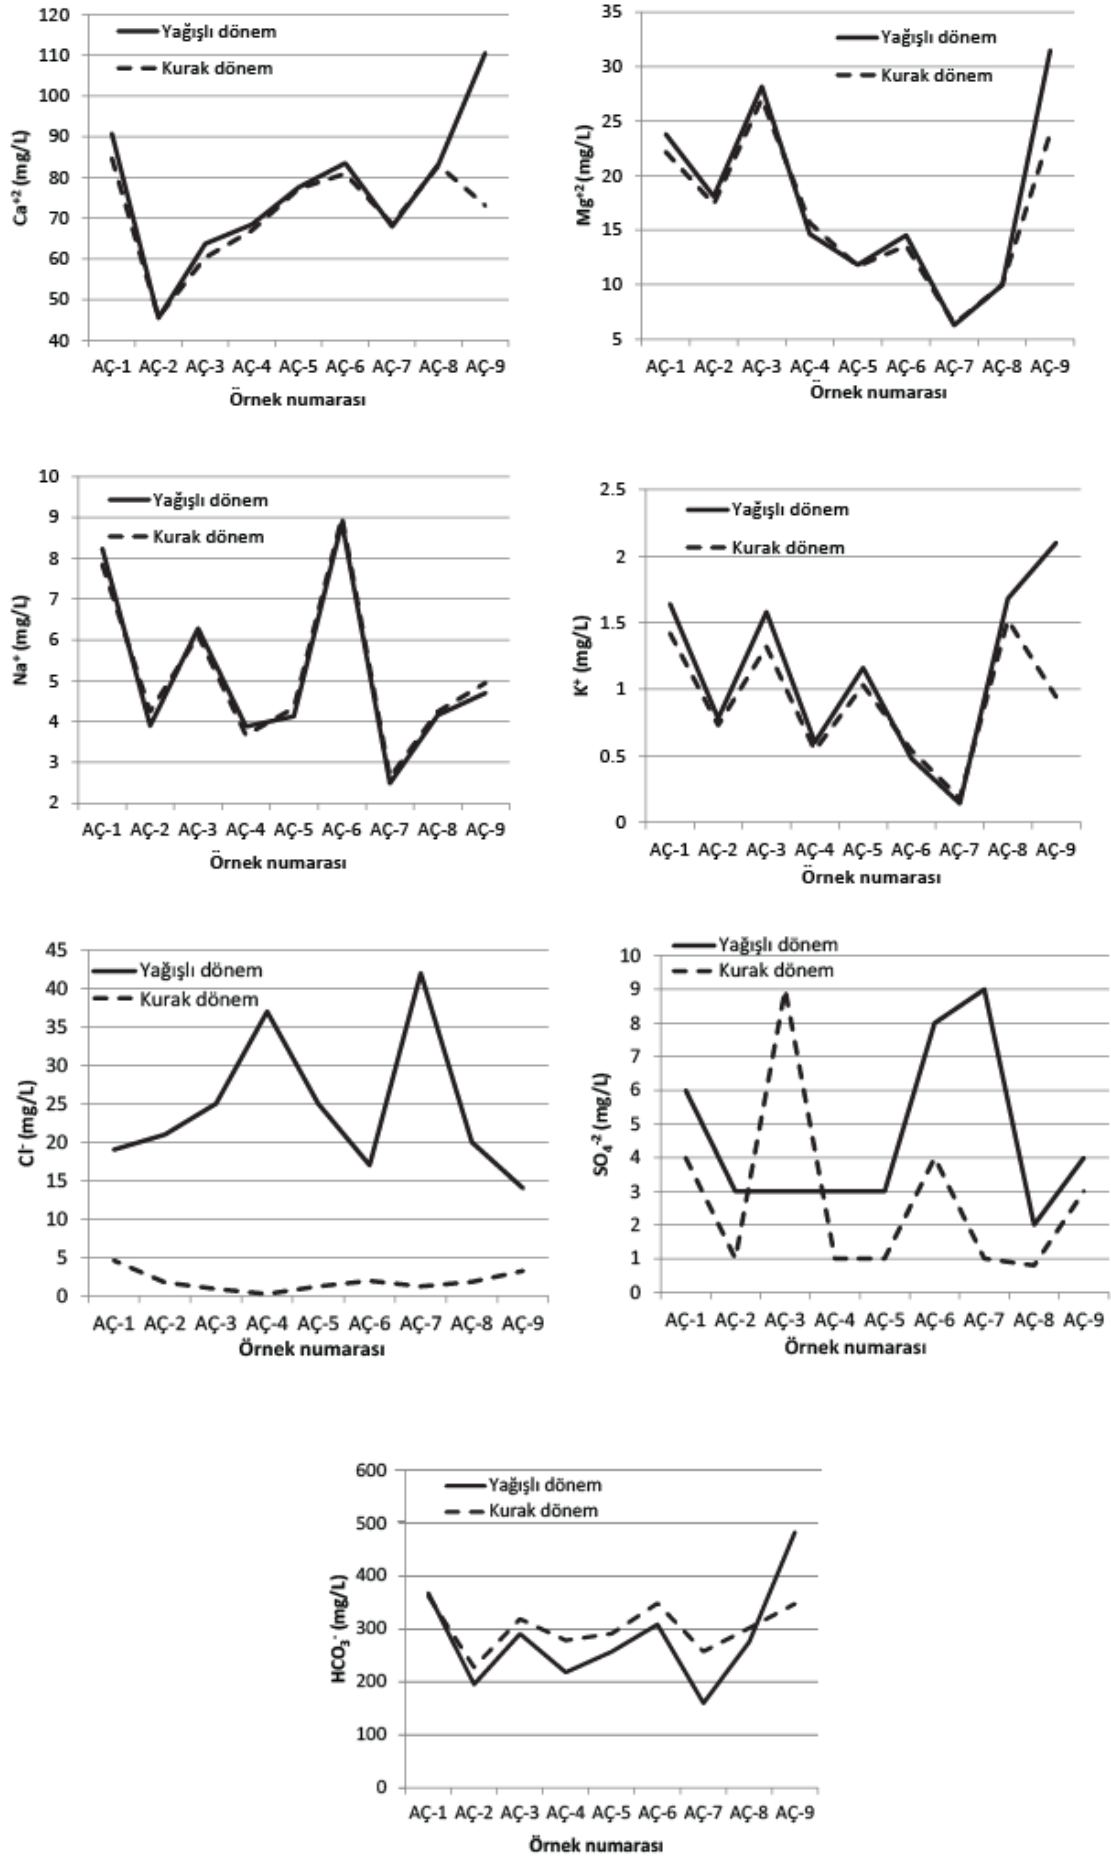 120
110
100
90
80
70
60
50
40
Ca⁺² (mg/L)
Yağışlı dönem
Kurak dönem
AÇ-1 AÇ-2 AÇ-3 AÇ-4 AÇ-5 AÇ-6 AÇ-7 AÇ-8 AÇ-9
Örnek numarası
35
30
25
20
15
10
5
Mg⁺² (mg/L)
Yağışlı dönem
Kurak dönem
AÇ-1 AÇ-2 AÇ-3 AÇ-4 AÇ-5 AÇ-6 AÇ-7 AÇ-8 AÇ-9
Örnek numarası
10
9
8
7
6
5
4
3
2
Na⁺ (mg/L)
Yağışlı dönem
Kurak dönem
AÇ-1 AÇ-2 AÇ-3 AÇ-4 AÇ-5 AÇ-6 AÇ-7 AÇ-8 AÇ-9
Örnek numarası
2.5
2
1.5
1
0.5
0
K⁺ (mg/L)
Yağışlı dönem
Kurak dönem
AÇ-1 AÇ-2 AÇ-3 AÇ-4 AÇ-5 AÇ-6 AÇ-7 AÇ-8 AÇ-9
Örnek numarası
45
40
35
30
25
20
15
10
5
0
Cl⁻ (mg/L)
Yağışlı dönem
Kurak dönem
AÇ-1 AÇ-2 AÇ-3 AÇ-4 AÇ-5 AÇ-6 AÇ-7 AÇ-8 AÇ-9
Örnek numarası
10
9
8
7
6
5
4
3
2
1
0
SO₄⁻² (mg/L)
Yağışlı dönem
Kurak dönem
AÇ-1 AÇ-2 AÇ-3 AÇ-4 AÇ-5 AÇ-6 AÇ-7 AÇ-8 AÇ-9
Örnek numarası
600
500
400
300
200
100
0
HCO₃⁻ (mg/L)
Yağışlı dönem
Kurak dönem
AÇ-1 AÇ-2 AÇ-3 AÇ-4 AÇ-5 AÇ-6 AÇ-7 AÇ-8 AÇ-9
Örnek numarası